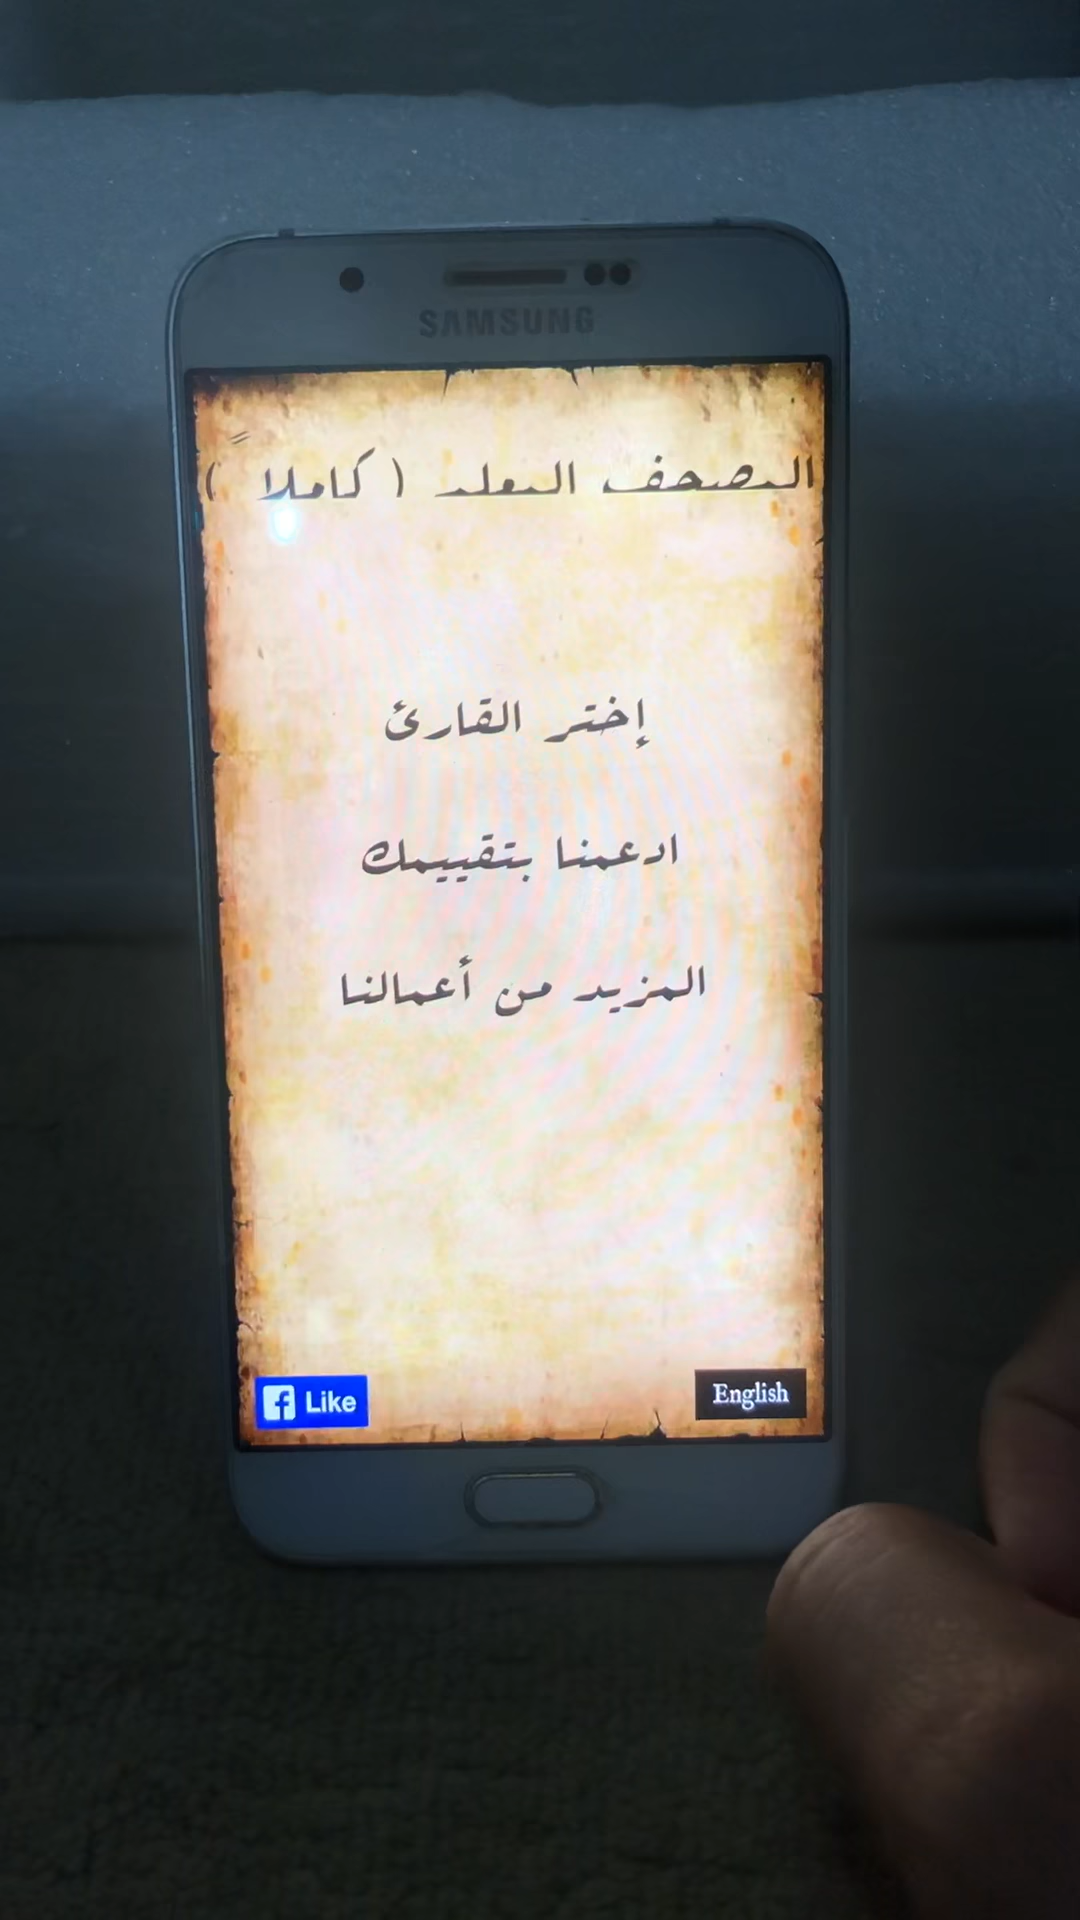 SAMSUNG
المصحف المعلم ( كاملاً )
إختر القارئ
ادعمنا بتقييمك
المزيد من أعمالنا
f Like
English